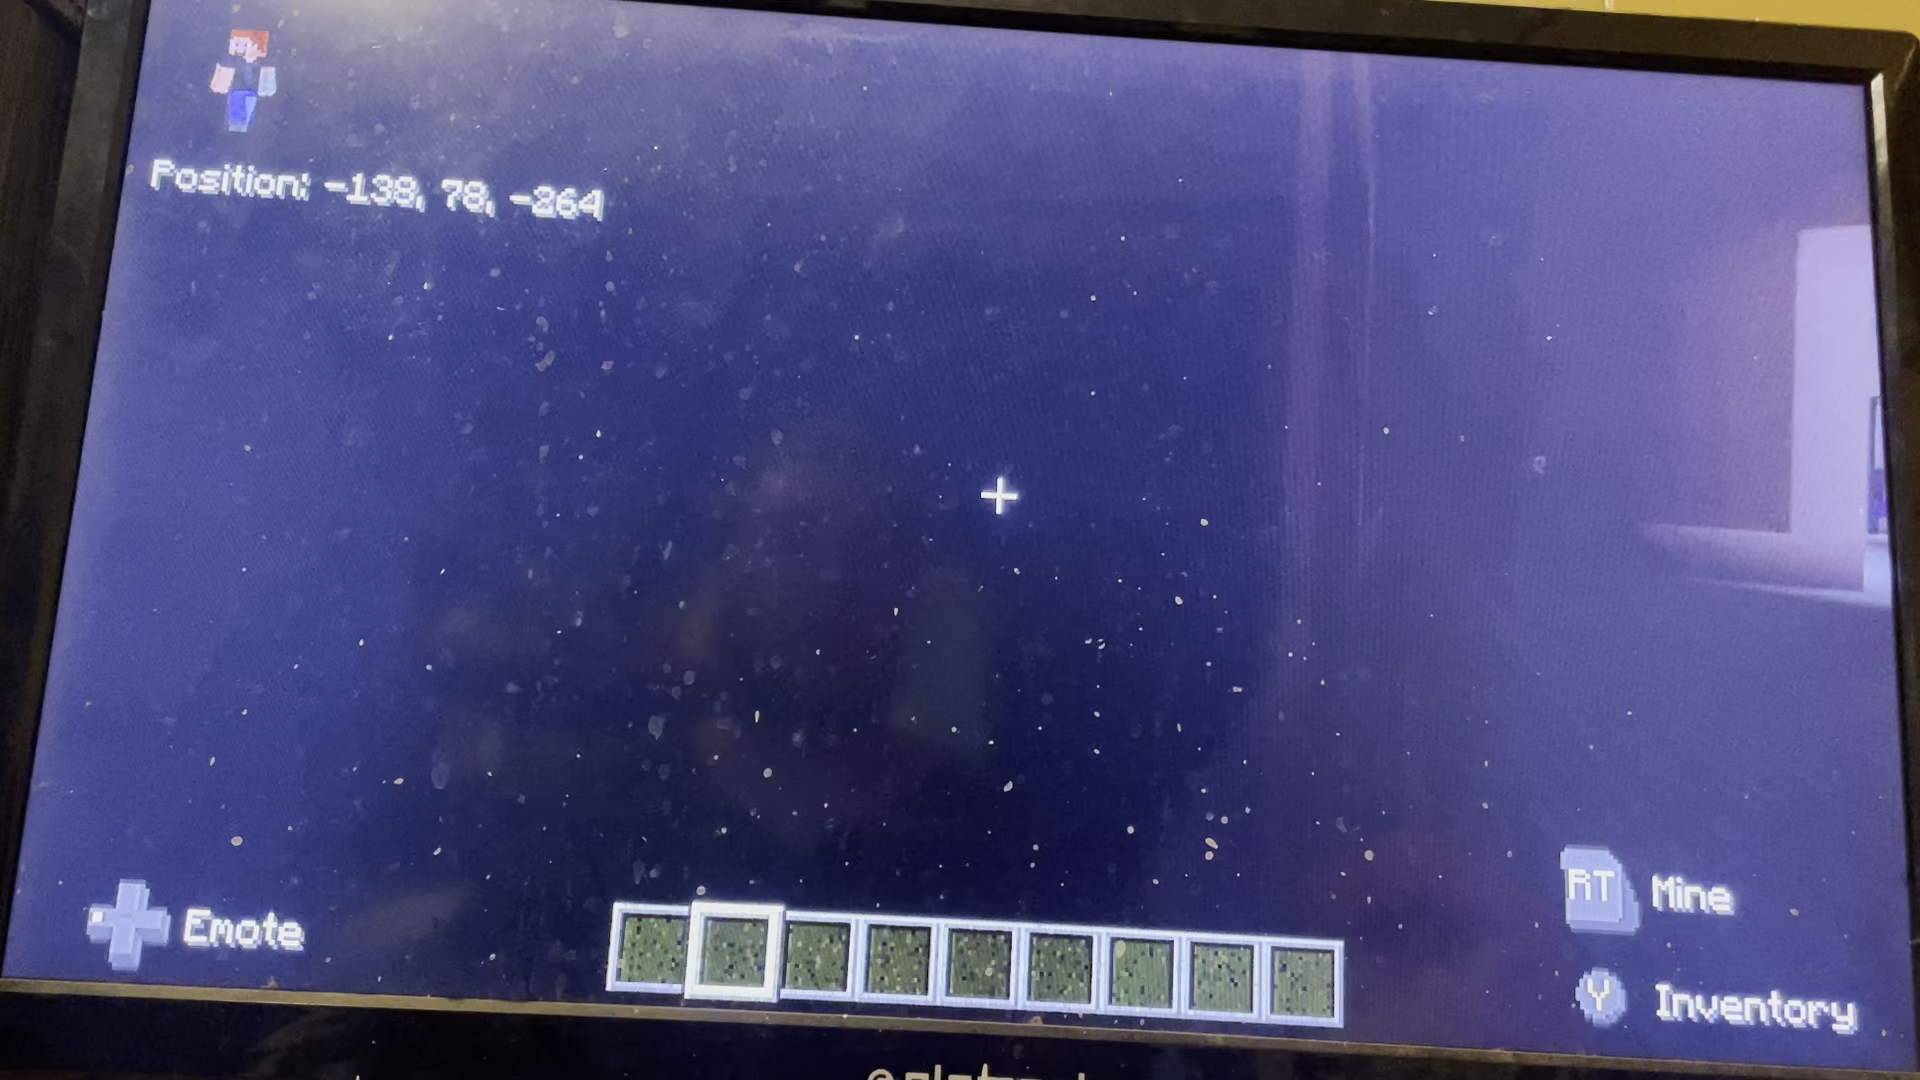 Position: -138, 78, -264
Emote
RT Mine
Y Inventory